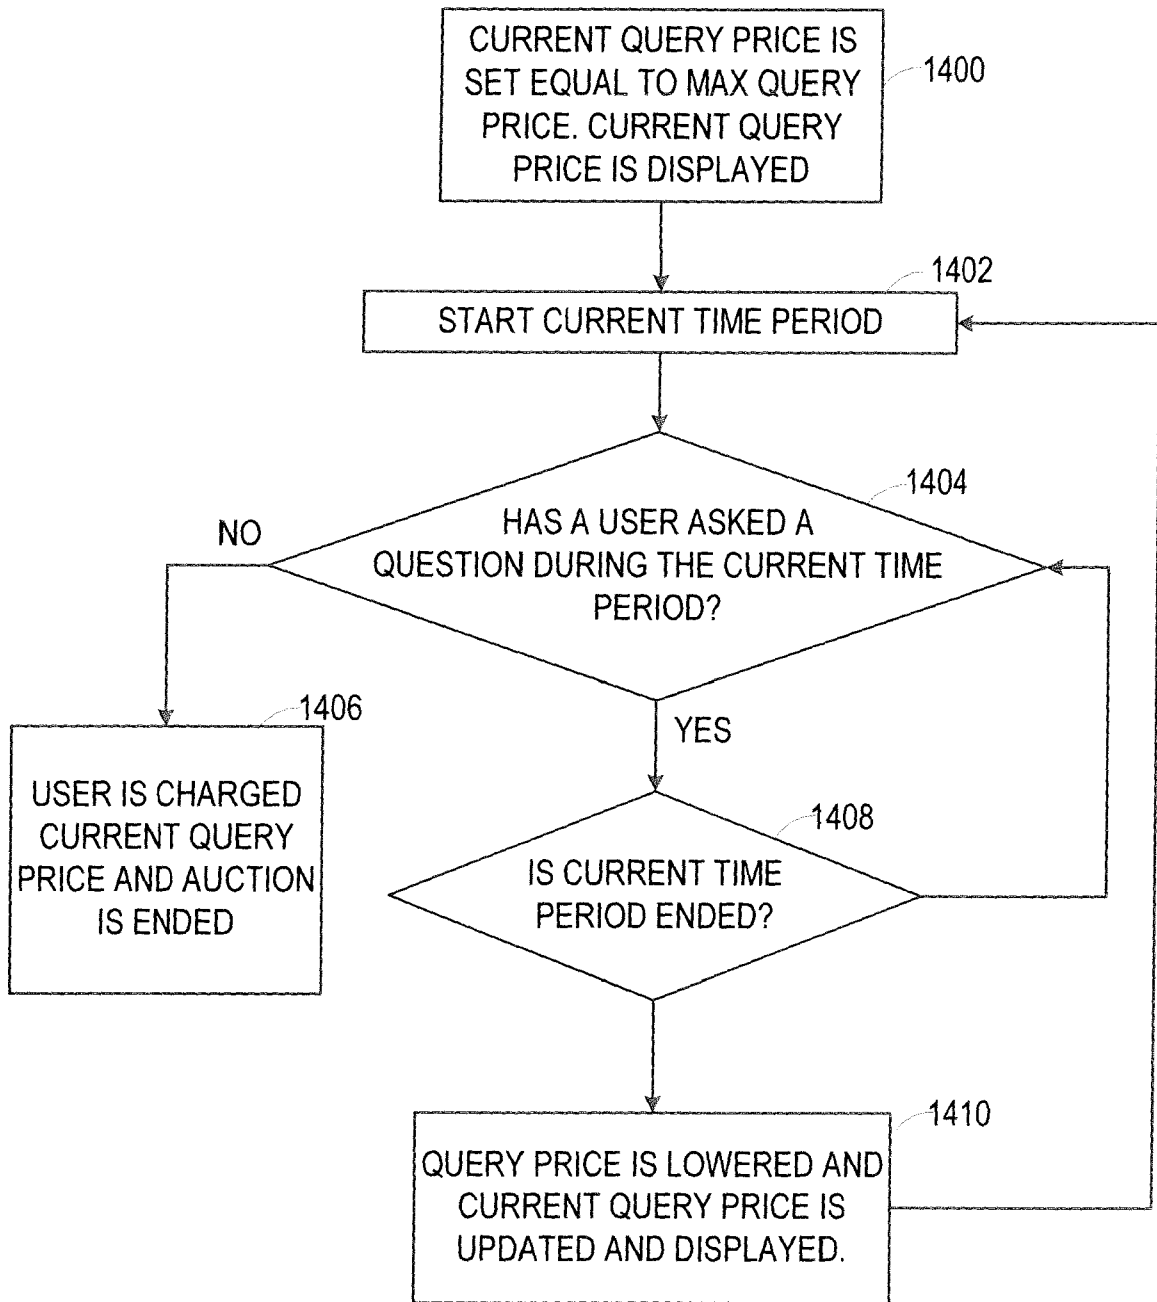 CURRENT QUERY PRICE IS
SET EQUAL TO MAX QUERY
PRICE. CURRENT QUERY
PRICE IS DISPLAYED
1400
1402
START CURRENT TIME PERIOD
1404
HAS A USER ASKED A
QUESTION DURING THE CURRENT TIME
PERIOD?
NO
YES
1406
USER IS CHARGED
CURRENT QUERY
PRICE AND AUCTION
IS ENDED
1408
IS CURRENT TIME
PERIOD ENDED?
1410
QUERY PRICE IS LOWERED AND
CURRENT QUERY PRICE IS
UPDATED AND DISPLAYED.